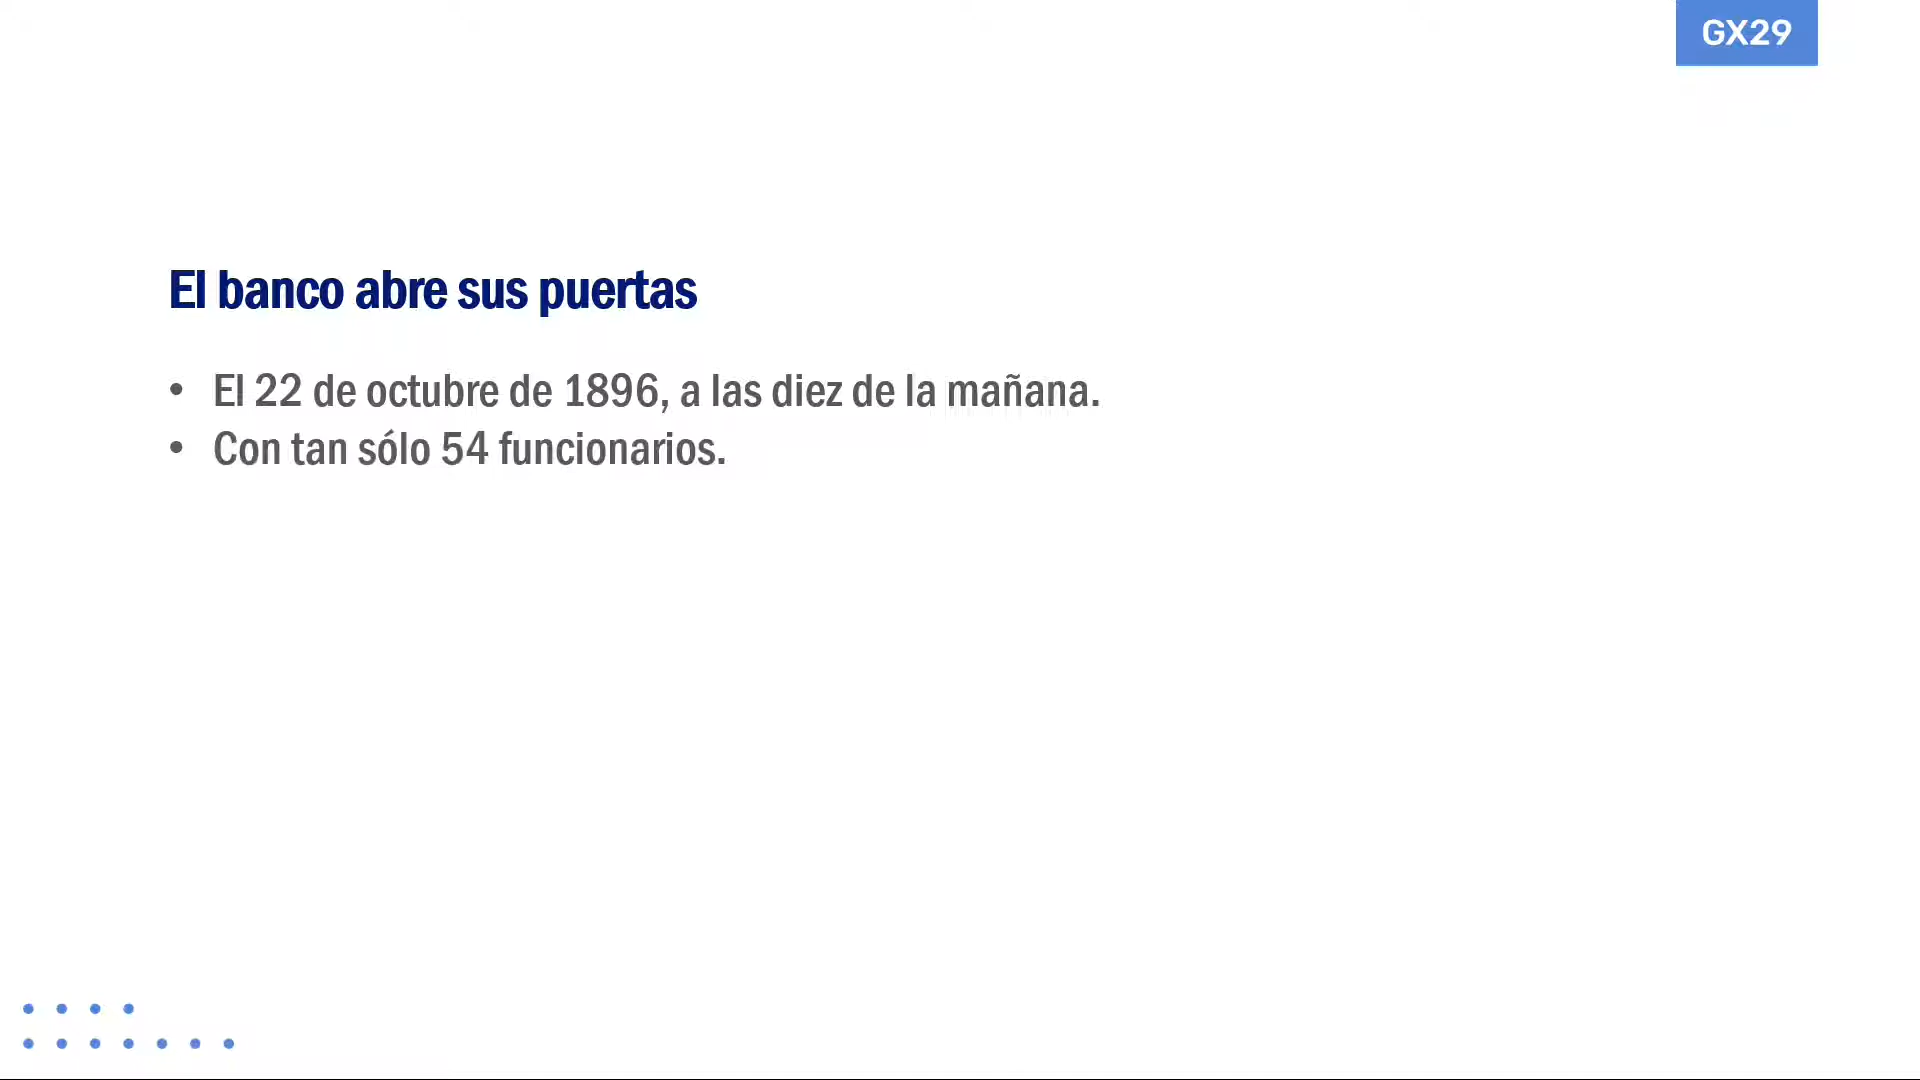 GX29
El banco abre sus puertas
• El 22 de octubre de 1896, a las diez de la mañana.
• Con tan sólo 54 funcionarios.